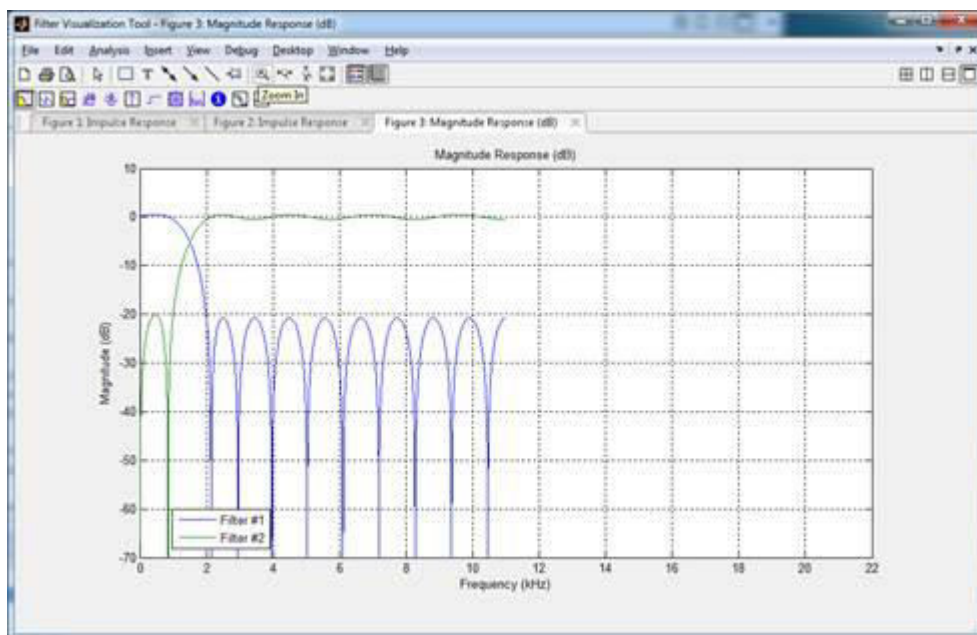 Filter Visualization Tool - Figure 3: Magnitude Response (dB)
File Edit Analysis Insert View Debug Desktop Window Help
Zoom In
Figure 1: Impulse Response Figure 2: Impulse Response Figure 3: Magnitude Response (dB)
Magnitude Response (dB)
10
0
-10
-20
-30
-40
-50
-60
-70
Magnitude (dB)
Filter #1
Filter #2
0 2 4 6 8 10 12 14 16 18 20 22
Frequency (kHz)